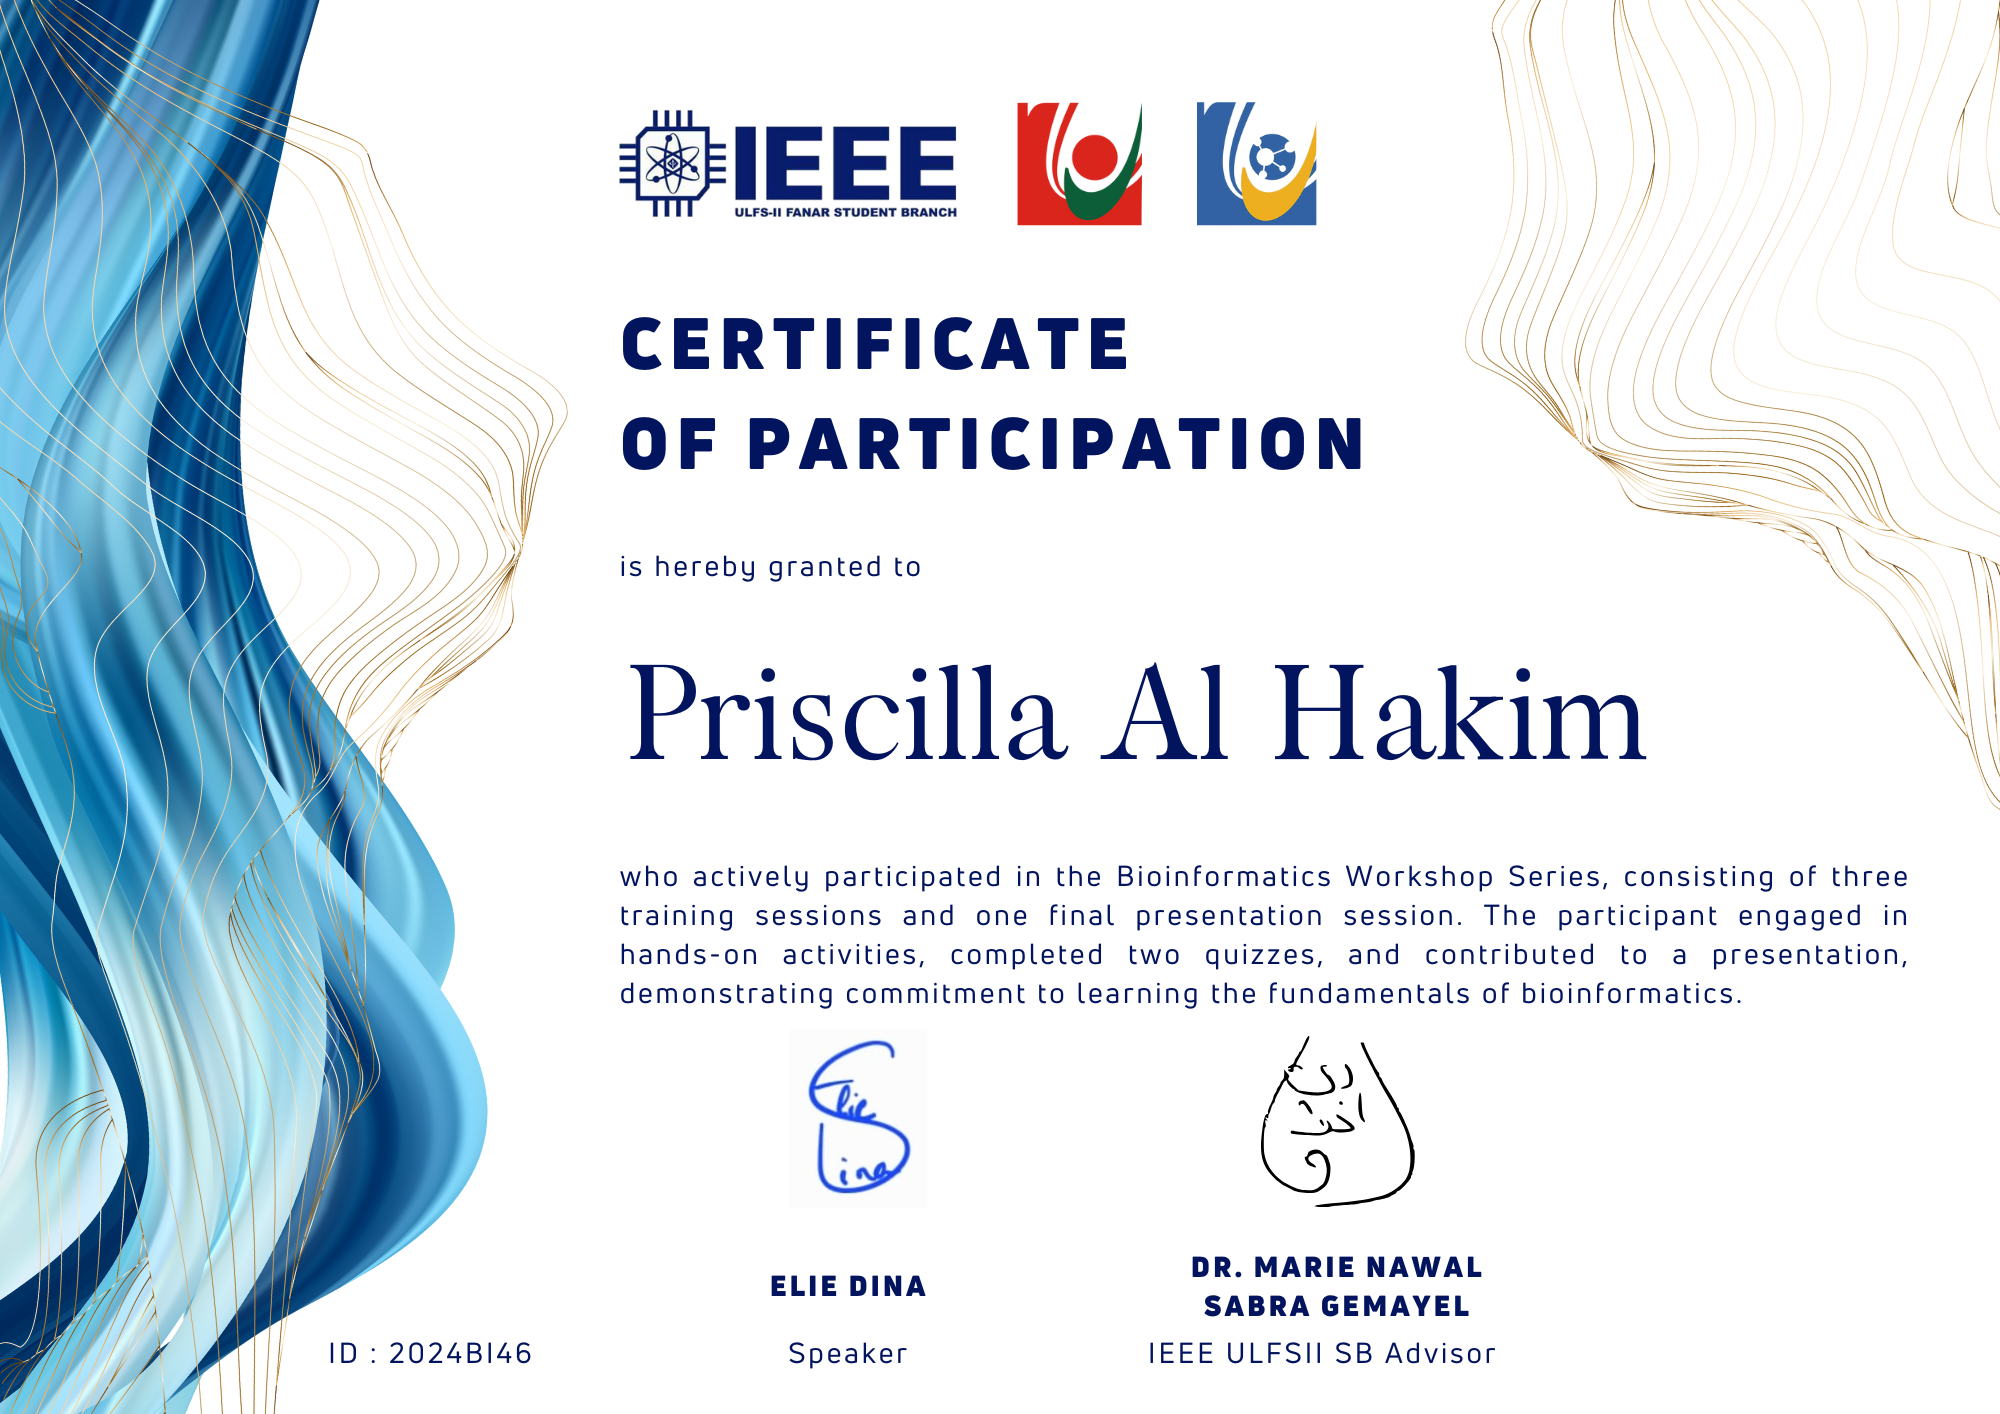 IEEE
ULFS-II FANAR STUDENT BRANCH
CERTIFICATE
OF PARTICIPATION
is hereby granted to
Priscilla Al Hakim
who actively participated in the Bioinformatics Workshop Series, consisting of three
training sessions and one final presentation session. The participant engaged in
hands-on activities, completed two quizzes, and contributed to a presentation,
demonstrating commitment to learning the fundamentals of bioinformatics.
Elie
Dina
ELIE DINA
DR. MARIE NAWAL
SABRA GEMAYEL
ID : 2024BI46
Speaker
IEEE ULFSII SB Advisor